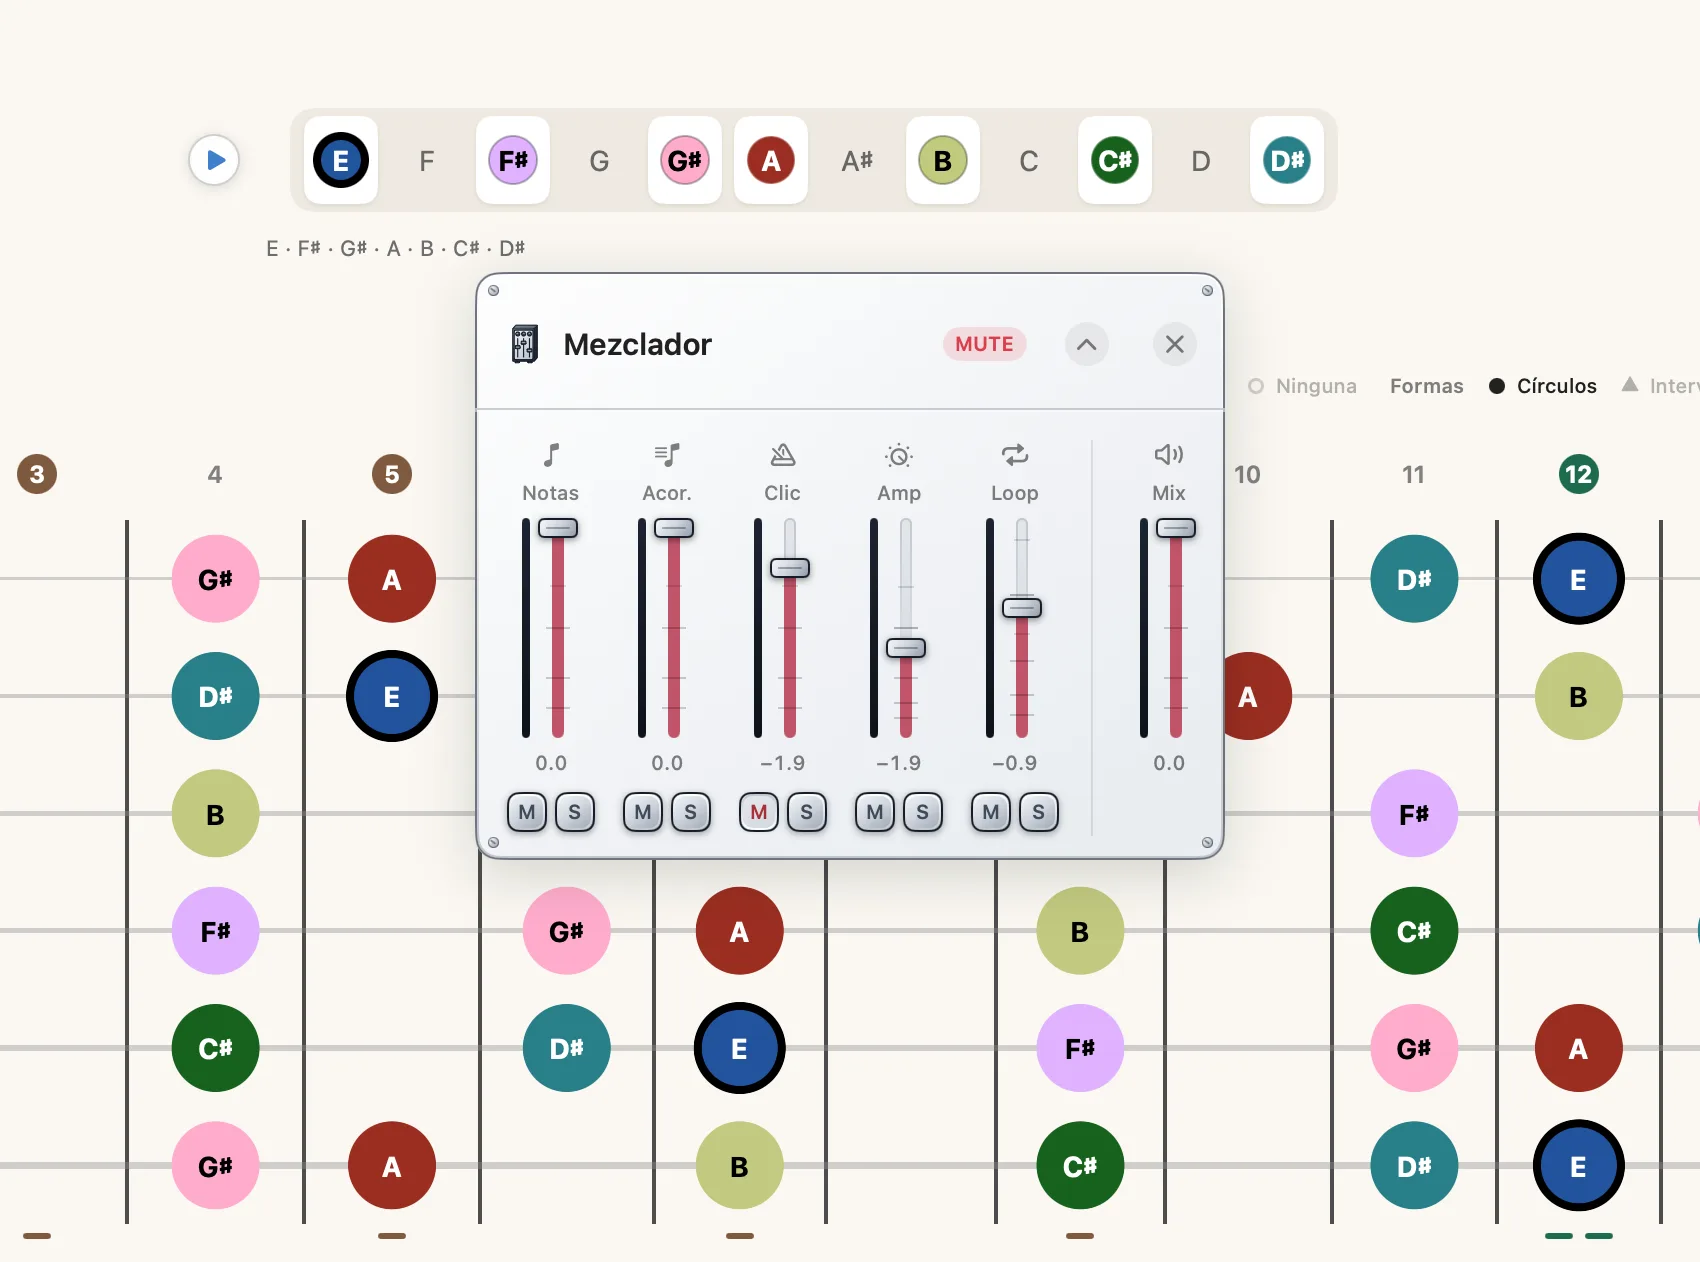 E F F# G G# A A# B C C# D D#
E · F# · G# · A · B · C# · D#
Mezclador MUTE
Ninguna Formas Círculos Interv
3 4 5 10 11 12
Notas Acor. Clic Amp Loop Mix
0.0 0.0 −1.9 −1.9 −0.9 0.0
M S M S M S M S M S
G# A D# E
D# E A B
B F#
F# G# A B C#
C# D# E F# G# A
G# A B C# D# E